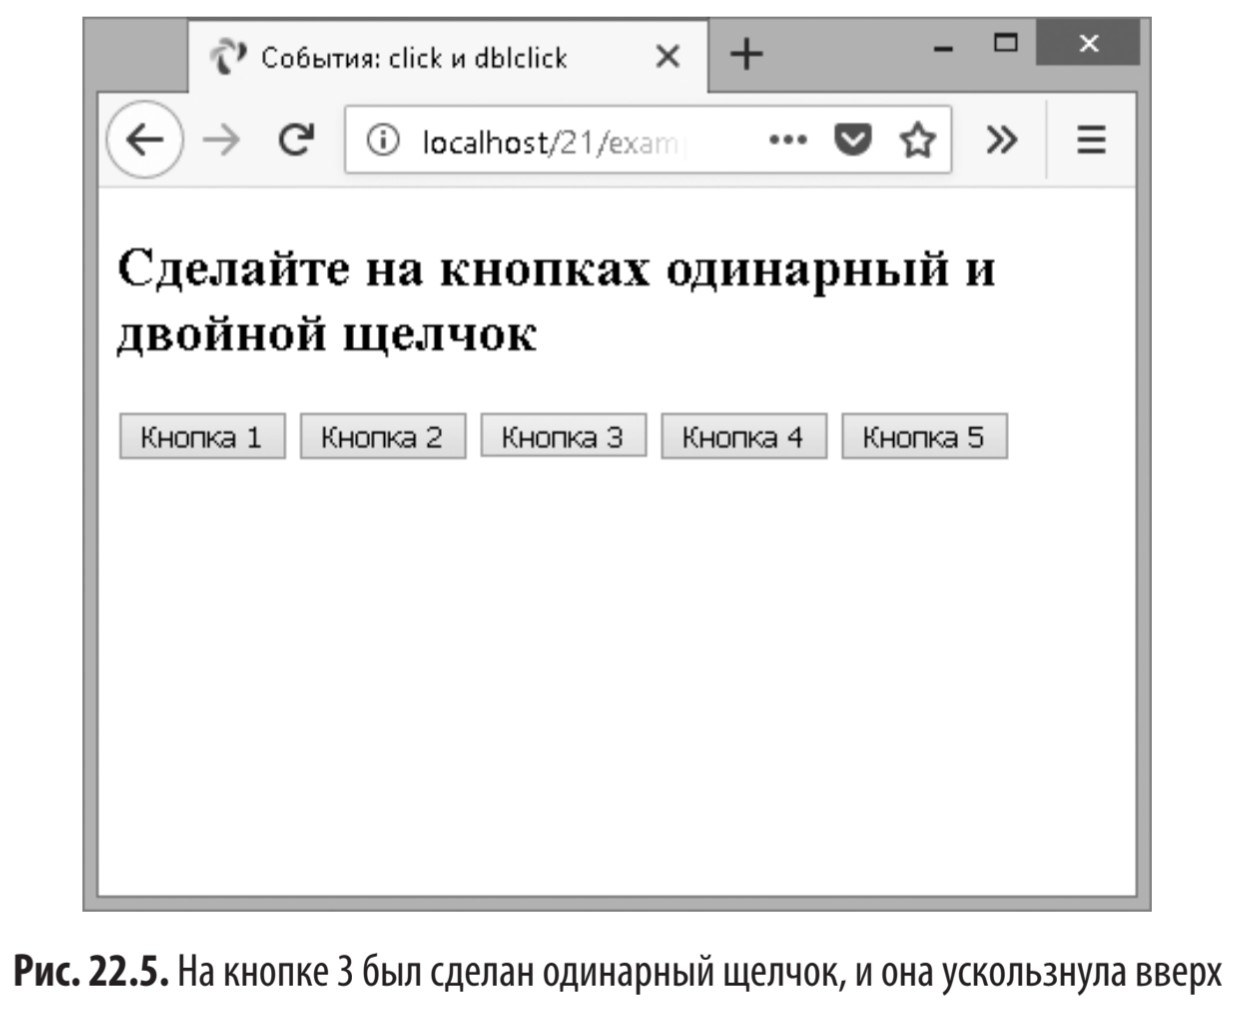 События: click и dblclick
localhost/21/exam
Сделайте на кнопках одинарный и
двойной щелчок
Кнопка 1 Кнопка 2 Кнопка 3 Кнопка 4 Кнопка 5
Рис. 22.5. На кнопке 3 был сделан одинарный щелчок, и она ускользнула вверх